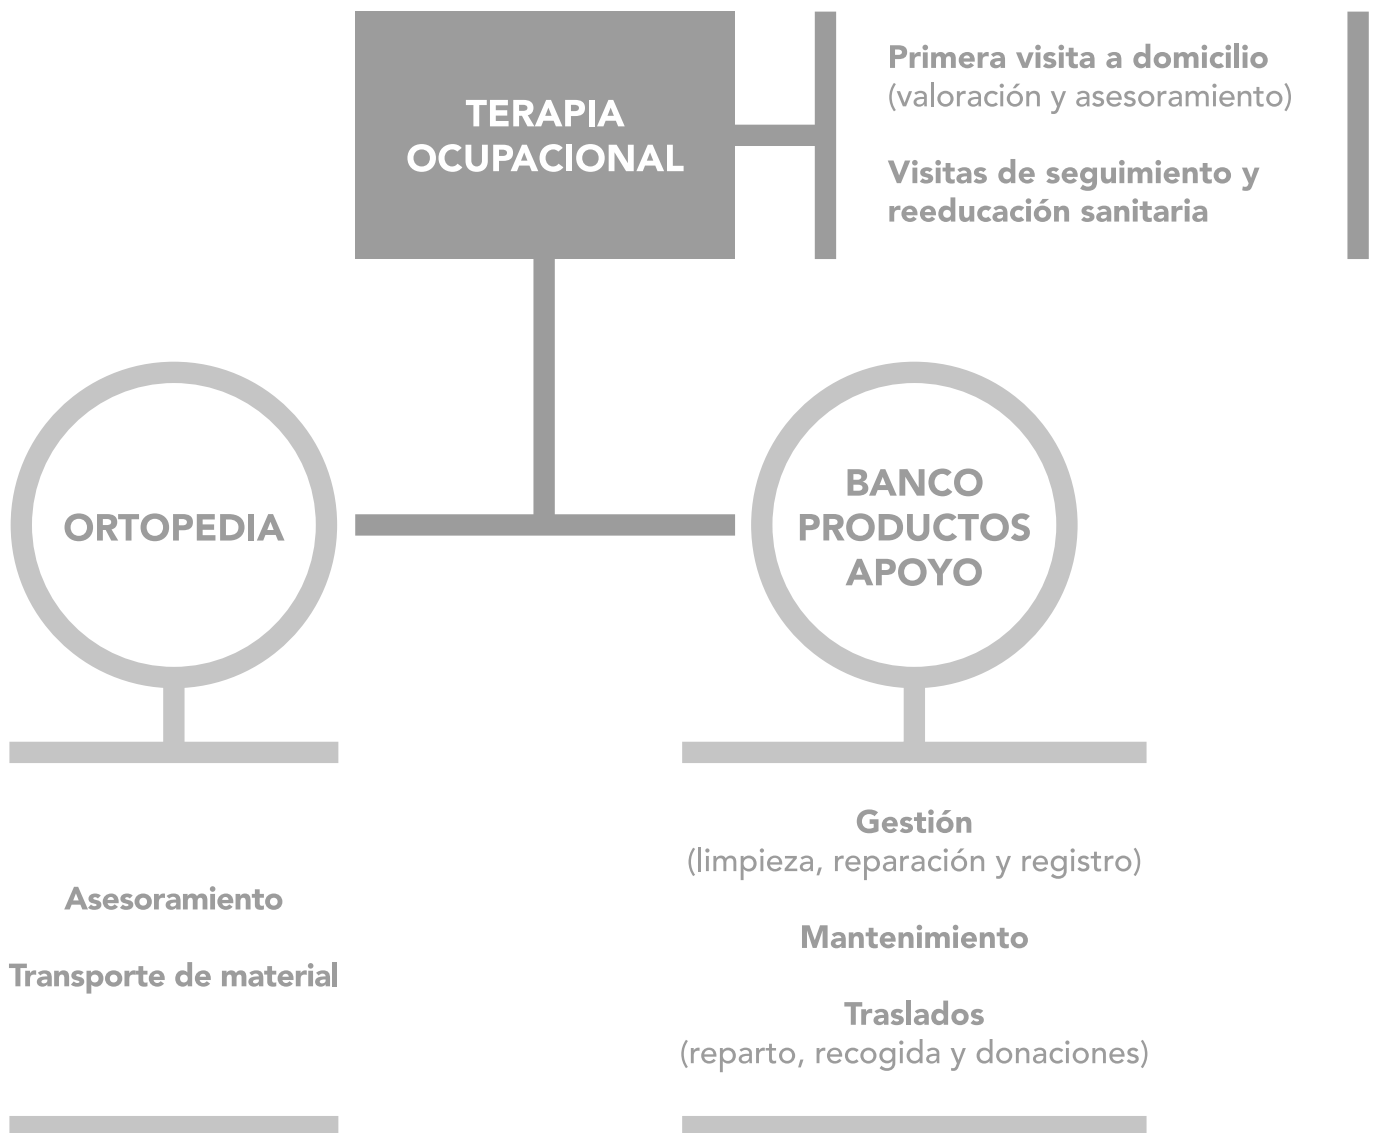 TERAPIA
OCUPACIONAL
Primera visita a domicilio
(valoración y asesoramiento)
Visitas de seguimiento y
reeducación sanitaria
ORTOPEDIA
BANCO
PRODUCTOS
APOYO
Asesoramiento
Transporte de material
Gestión
(limpieza, reparación y registro)
Mantenimiento
Traslados
(reparto, recogida y donaciones)